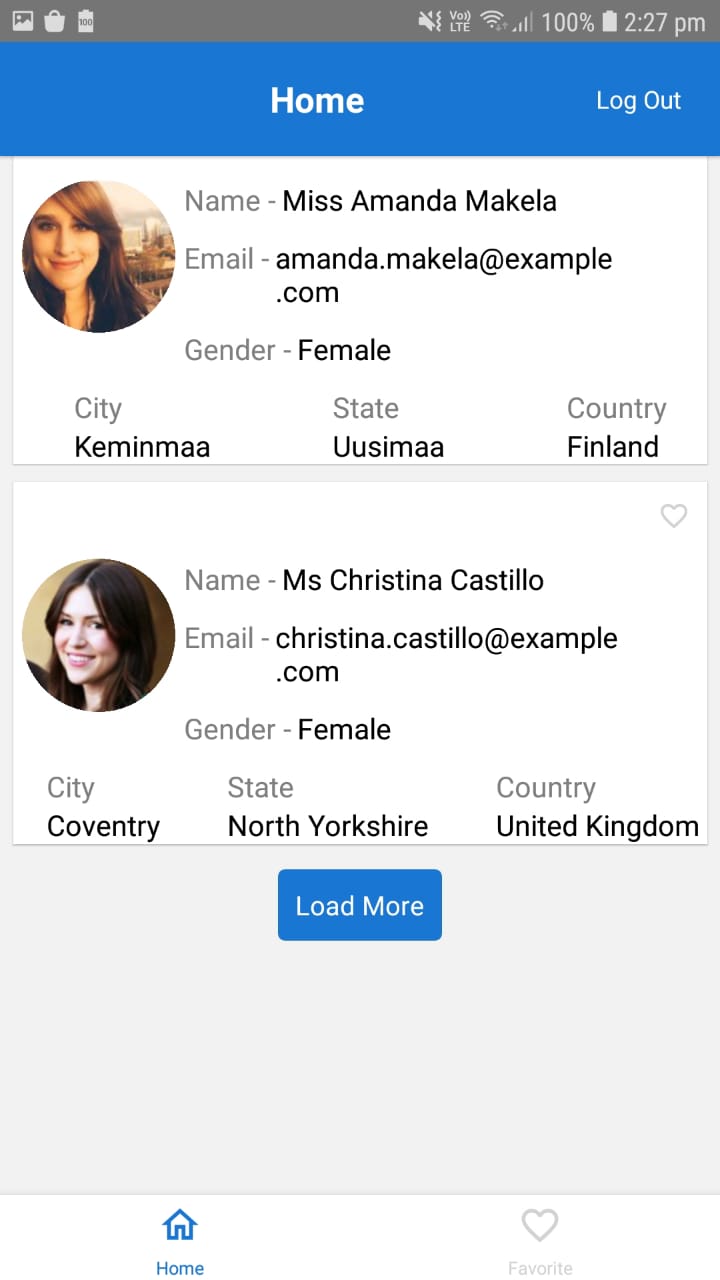 100 Vo)) LTE 100% 2:27 pm
Home Log Out
Name - Miss Amanda Makela
Email - amanda.makela@example
.com
Gender - Female
City State Country
Keminmaa Uusimaa Finland
Name - Ms Christina Castillo
Email - christina.castillo@example
.com
Gender - Female
City State Country
Coventry North Yorkshire United Kingdom
Load More
Home Favorite